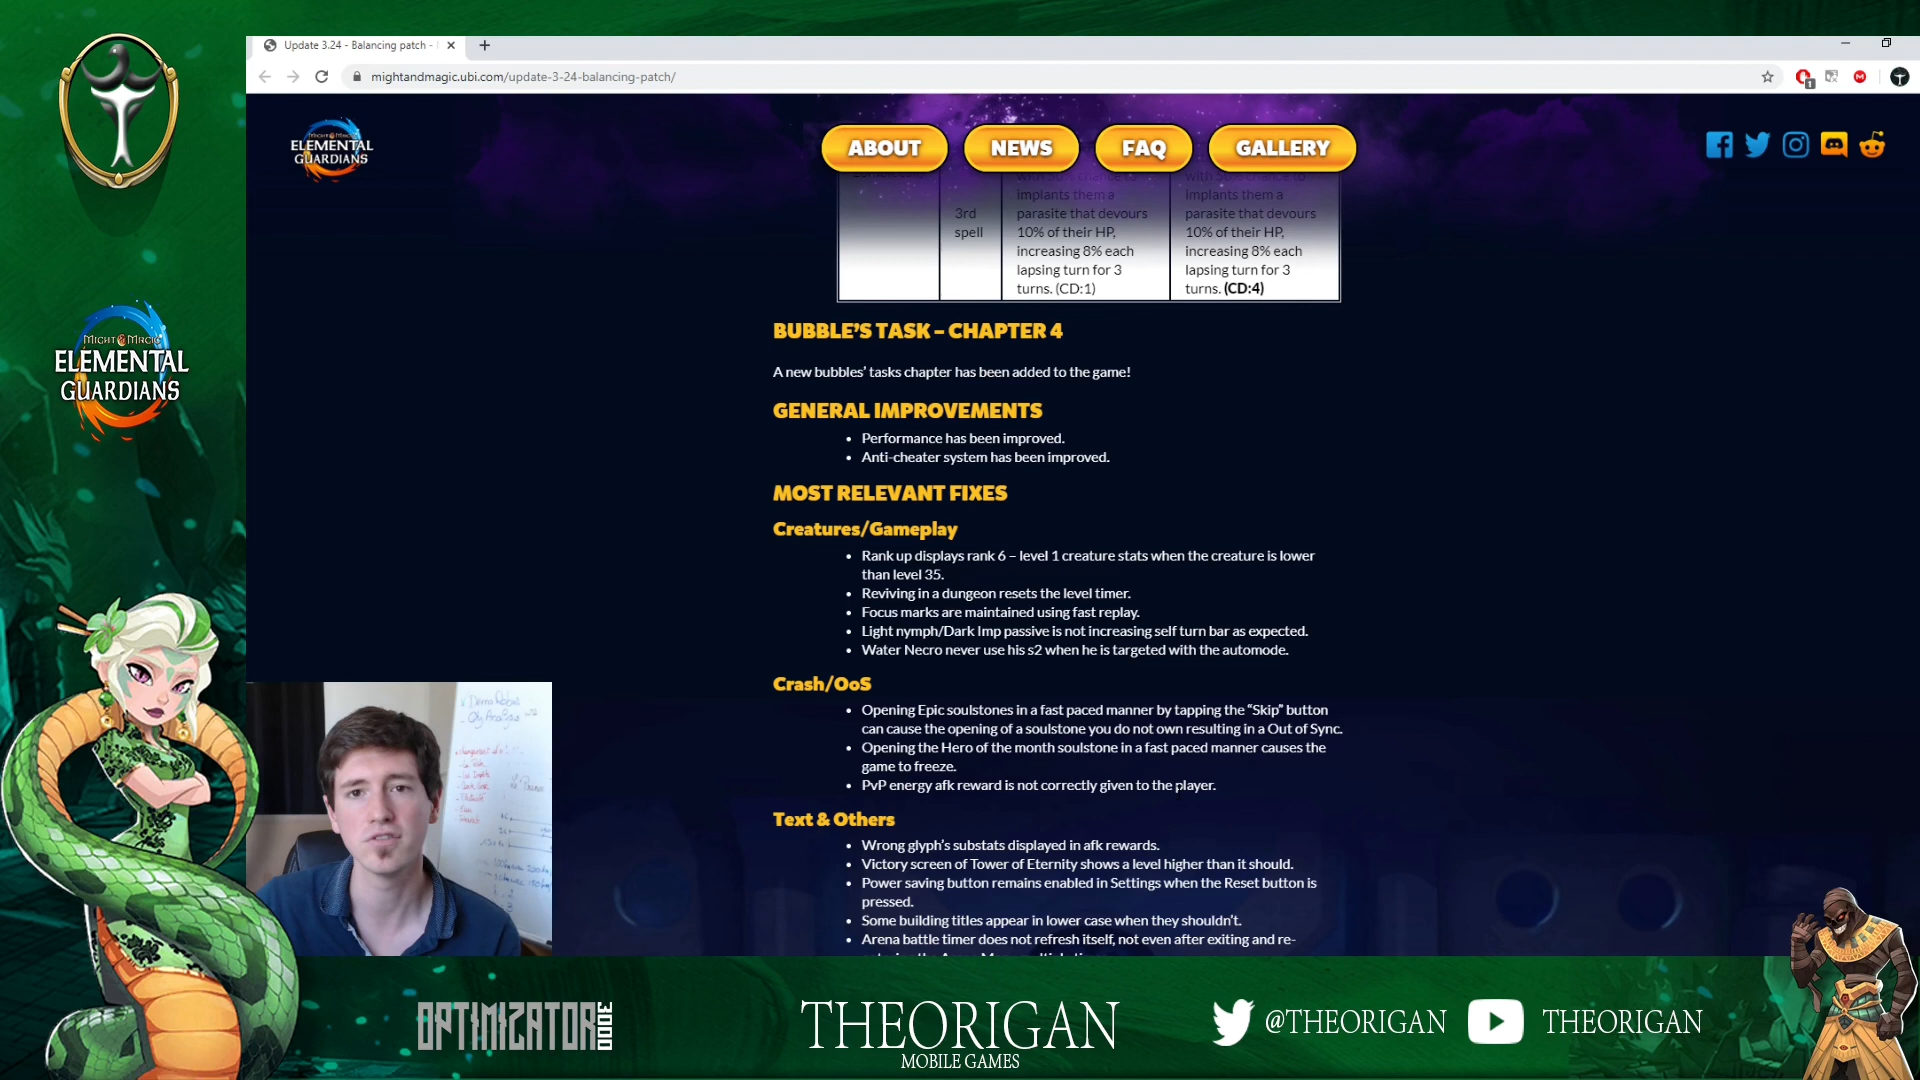 Update 3.24 - Balancing patch -
mightandmagic.ubi.com/update-3-24-balancing-patch/
1
MIGHT & MAGIC
ELEMENTAL
GUARDIANS
ABOUT
NEWS
FAQ
GALLERY
3rd
spell
implants them a
parasite that devours
10% of their HP,
increasing 8% each
lapsing turn for 3
turns. (CD:1)
implants them a
parasite that devours
10% of their HP,
increasing 8% each
lapsing turn for 3
turns. (CD:4)
BUBBLE'S TASK – CHAPTER 4
A new bubbles' tasks chapter has been added to the game!
GENERAL IMPROVEMENTS
• Performance has been improved.
• Anti-cheater system has been improved.
MOST RELEVANT FIXES
Creatures/Gameplay
• Rank up displays rank 6 – level 1 creature stats when the creature is lower
than level 35.
• Reviving in a dungeon resets the level timer.
• Focus marks are maintained using fast replay.
• Light nymph/Dark Imp passive is not increasing self turn bar as expected.
• Water Necro never use his s2 when he is targeted with the automode.
Crash/OoS
• Opening Epic soulstones in a fast paced manner by tapping the “Skip” button
can cause the opening of a soulstone you do not own resulting in a Out of Sync.
• Opening the Hero of the month soulstone in a fast paced manner causes the
game to freeze.
• PvP energy afk reward is not correctly given to the player.
Text & Others
• Wrong glyph's substats displayed in afk rewards.
• Victory screen of Tower of Eternity shows a level higher than it should.
• Power saving button remains enabled in Settings when the Reset button is
pressed.
• Some building titles appear in lower case when they shouldn't.
• Arena battle timer does not refresh itself, not even after exiting and re-
MIGHT & MAGIC
ELEMENTAL
GUARDIANS
OPTIMIZATOR
3000
THEORIGAN
MOBILE GAMES
@THEORIGAN
THEORIGAN